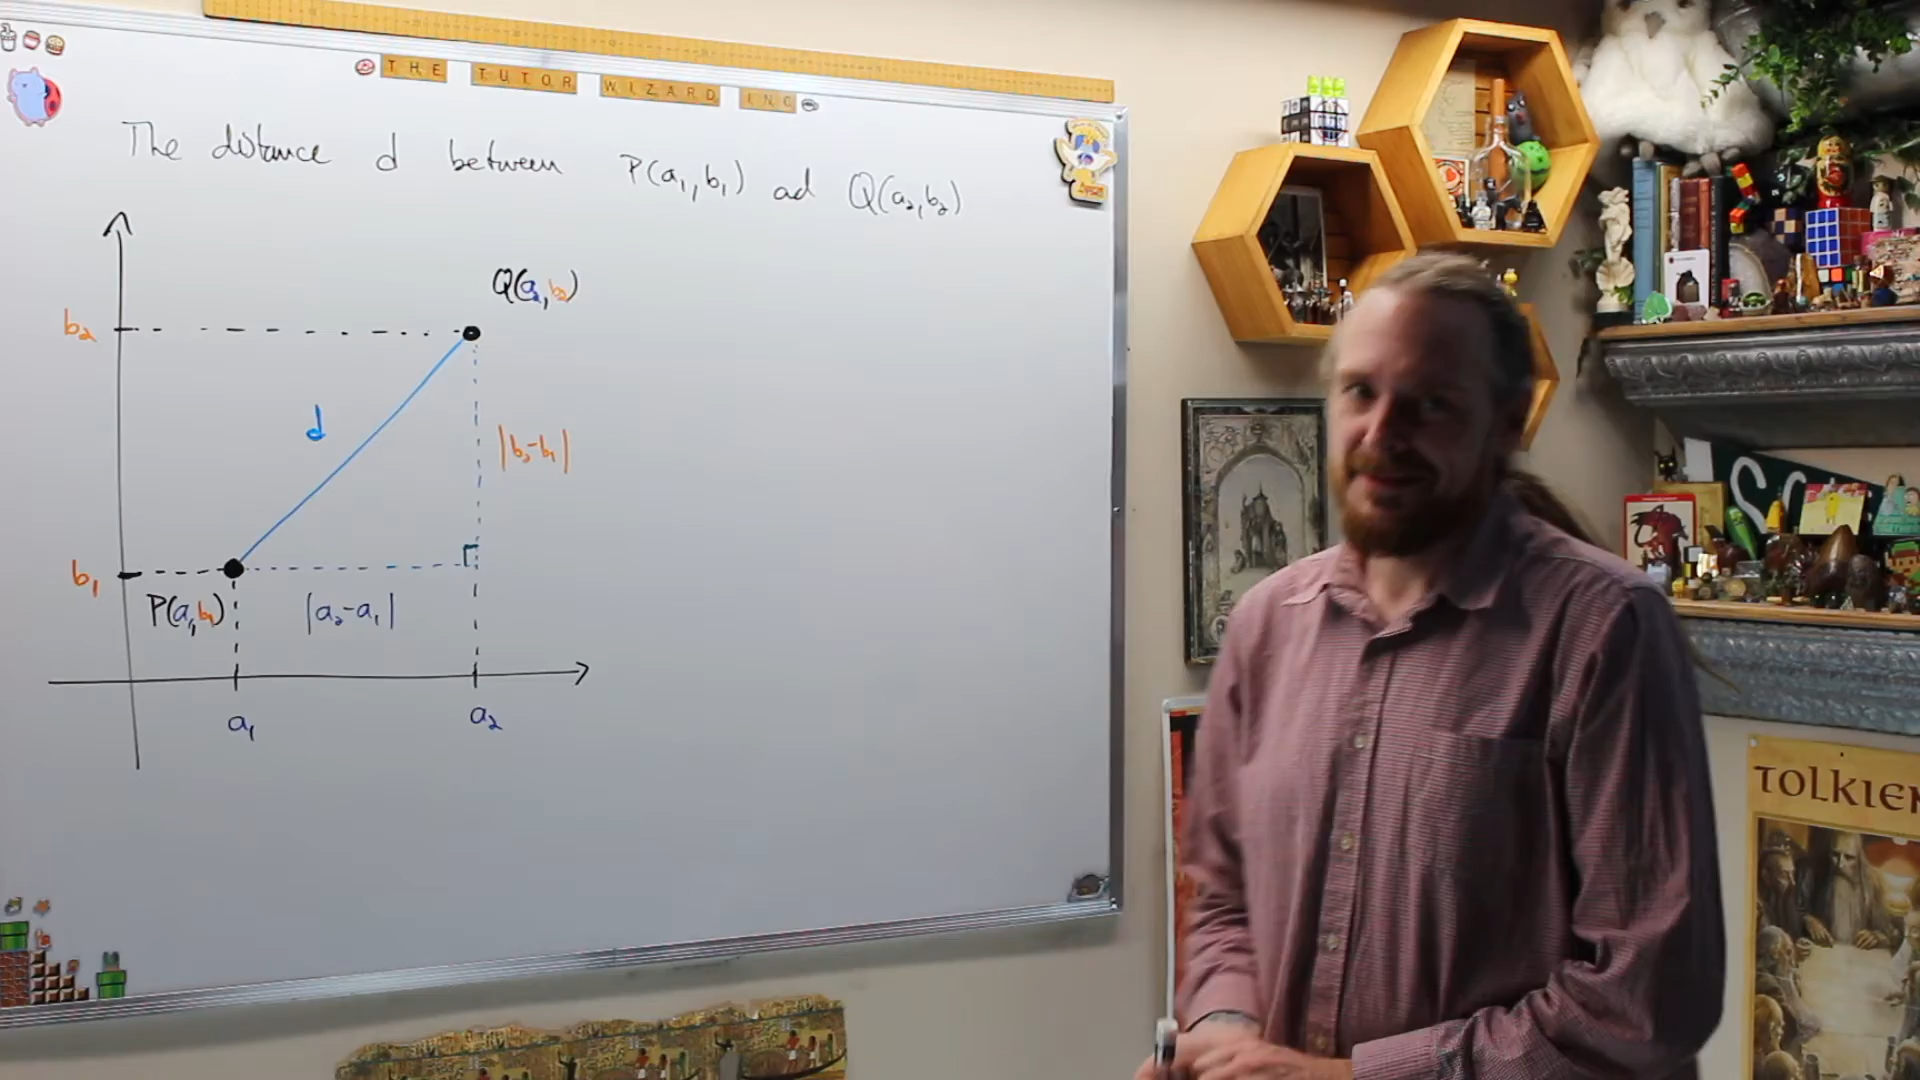 THE TUTOR WIZARD INC
The distance d between P(a₁,b₁) ad Q(a₂,b₂)
Q(a₂,b₂)
b₂
d
|b₂-b₁|
b₁
P(a₁,b₁)
|a₂-a₁|
a₁
a₂
TOLKIEN